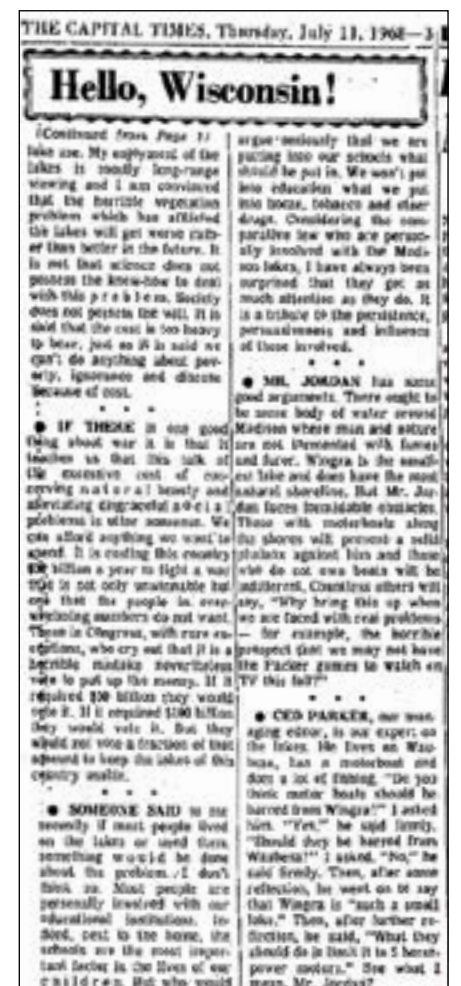 THE CAPITAL TIMES, Thursday, July 11, 1968—3
Hello, Wisconsin!
(Continued from Page 1)
lake use. My enjoyment of the
lakes is mostly long-range
viewing and I am convinced
that the horrible vegetation
problem which has afflicted
the lakes will get worse rath-
er than better in the future. It
is not that science does not
possess the know-how to deal
with this problem. Society
does not possess the will. It is
said that the cost is too heavy
to bear, just as it is said we
can't do anything about pov-
erty, ignorance and disease
because of cost.
* * *
● IF THERE is one good
thing about war it is that it
teaches us that this talk of
the excessive cost of con-
serving natural beauty and
alleviating disgraceful social
problems is utter nonsense. We
can afford anything we want to
spend. It is costing this country
billion a year to fight a war
that is not only unwinnable but
one that the people in over-
whelming numbers do not want.
Those in Congress, with rare ex-
ceptions, who cry out that it is a
horrible mistake nevertheless
vote to put up the money. If it
required $50 billion they would
vote it. If it required $100 billion
they would vote it. But they
would not vote a fraction of that
amount to keep the lakes of this
country usable.
* * *
● SOMEONE SAID to me
recently if most people lived
on the lakes or used them
something would be done
about the problem. I don't
think so. Most people are
personally involved with our
educational institutions. In-
deed, next to the home, the
schools are the most impor-
tant factor in the lives of our
children. But who would
argue seriously that we are
putting into our schools what
should be put in. We won't put
into education what we put
into booze, tobacco and other
drugs. Considering the com-
parative few who are person-
ally involved with the Madi-
son lakes, I have always been
surprised that they get as
much attention as they do. It
is a tribute to the persistence,
persuasiveness and influence
of those involved.
* * *
● MR. JORDAN has some
good arguments. There ought to
be some body of water around
Madison where man and nature
are not tormented with fumes
and furor. Wingra is the small-
est lake and does have the most
natural shoreline. But Mr. Jor-
dan faces formidable obstacles.
Those with motorboats along
the shores will present a solid
phalanx against him and those
who do not own boats will be
indifferent. Countless others will
say, "Why bring this up when
we are faced with real problems
— for example, the horrible
prospect that we may not have
the Packer games to watch on
TV this fall?"
* * *
● CED PARKER, our man-
aging editor, is our expert on
the lakes. He lives on Wau-
besa, has a motorboat and
does a lot of fishing. "Do you
think motor boats should be
barred from Wingra?" I asked
him. "Yes," he said firmly.
"Should they be barred from
Waubesa?" I asked. "No," he
said firmly. Then, after some
reflection, he went on to say
that Wingra is "such a small
lake." Then, after further re-
flection, he said, "What they
should do is limit it to 5 horse-
power motors." See what I
mean, Mr. Jordan?